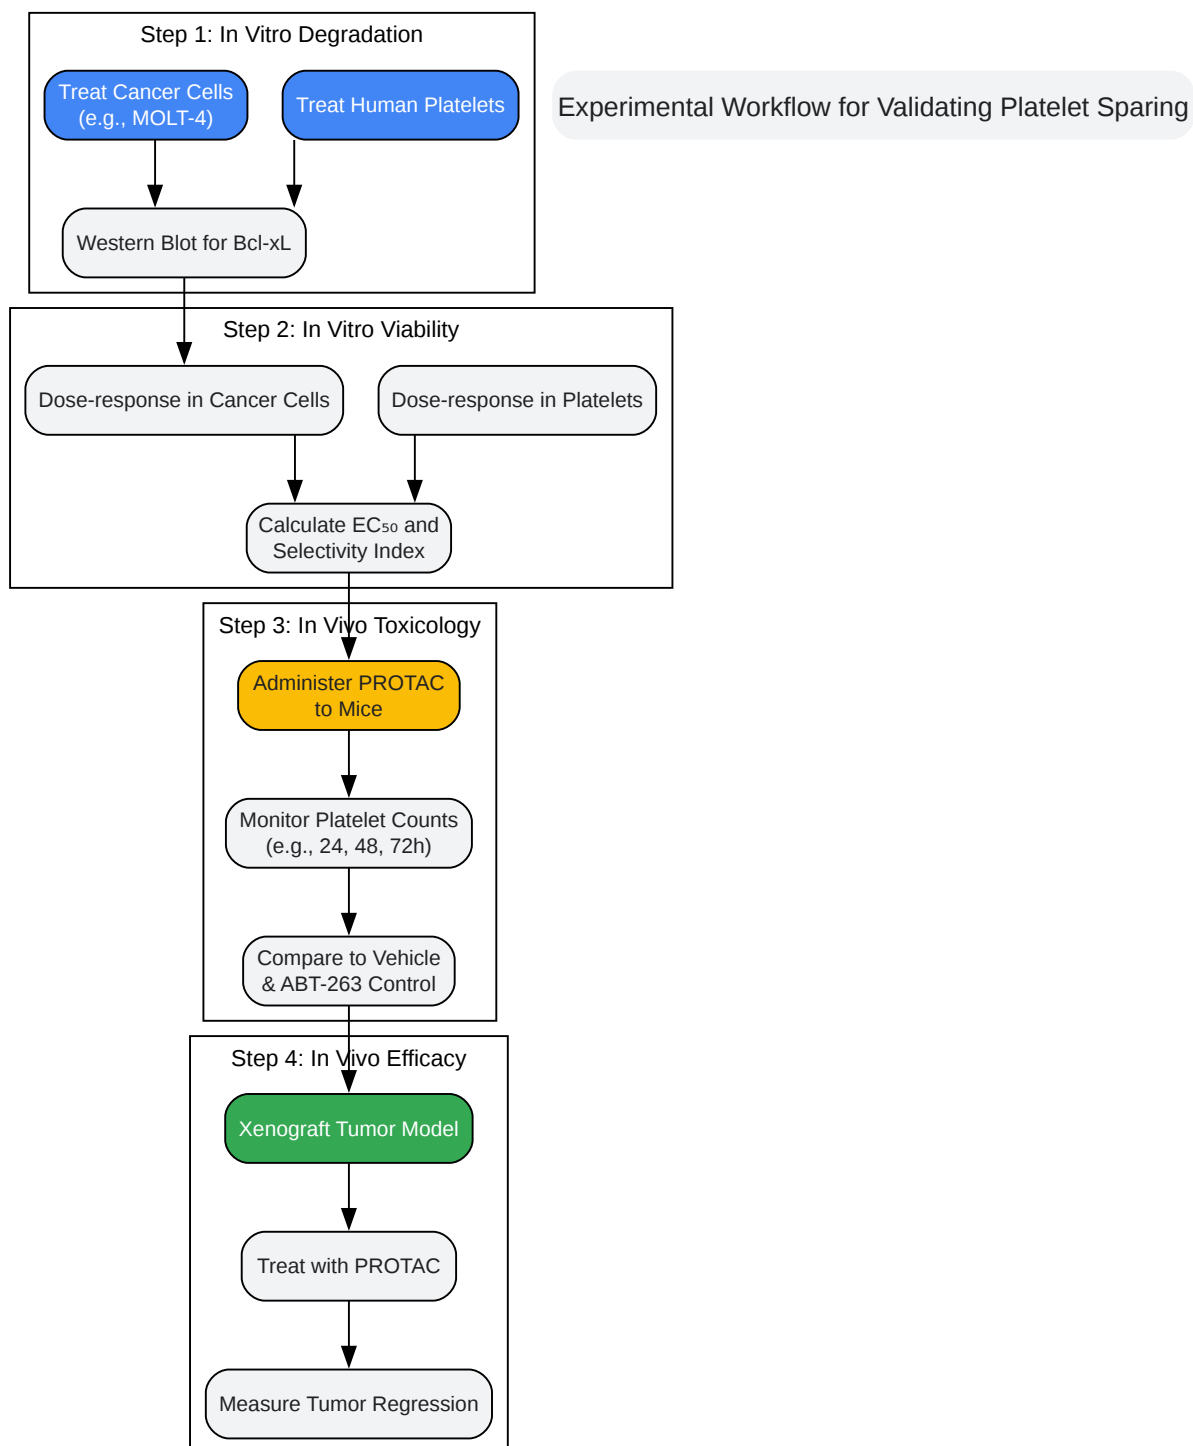 Step 1: In Vitro Degradation
Treat Cancer Cells
(e.g., MOLT-4)
Treat Human Platelets
Experimental Workflow for Validating Platelet Sparing
Western Blot for Bcl-xL
Step 2: In Vitro Viability
Dose-response in Cancer Cells
Dose-response in Platelets
Calculate EC₅₀ and
Selectivity Index
Step 3: In Vivo Toxicology
Administer PROTAC
to Mice
Monitor Platelet Counts
(e.g., 24, 48, 72h)
Compare to Vehicle
& ABT-263 Control
Step 4: In Vivo Efficacy
Xenograft Tumor Model
Treat with PROTAC
Measure Tumor Regression